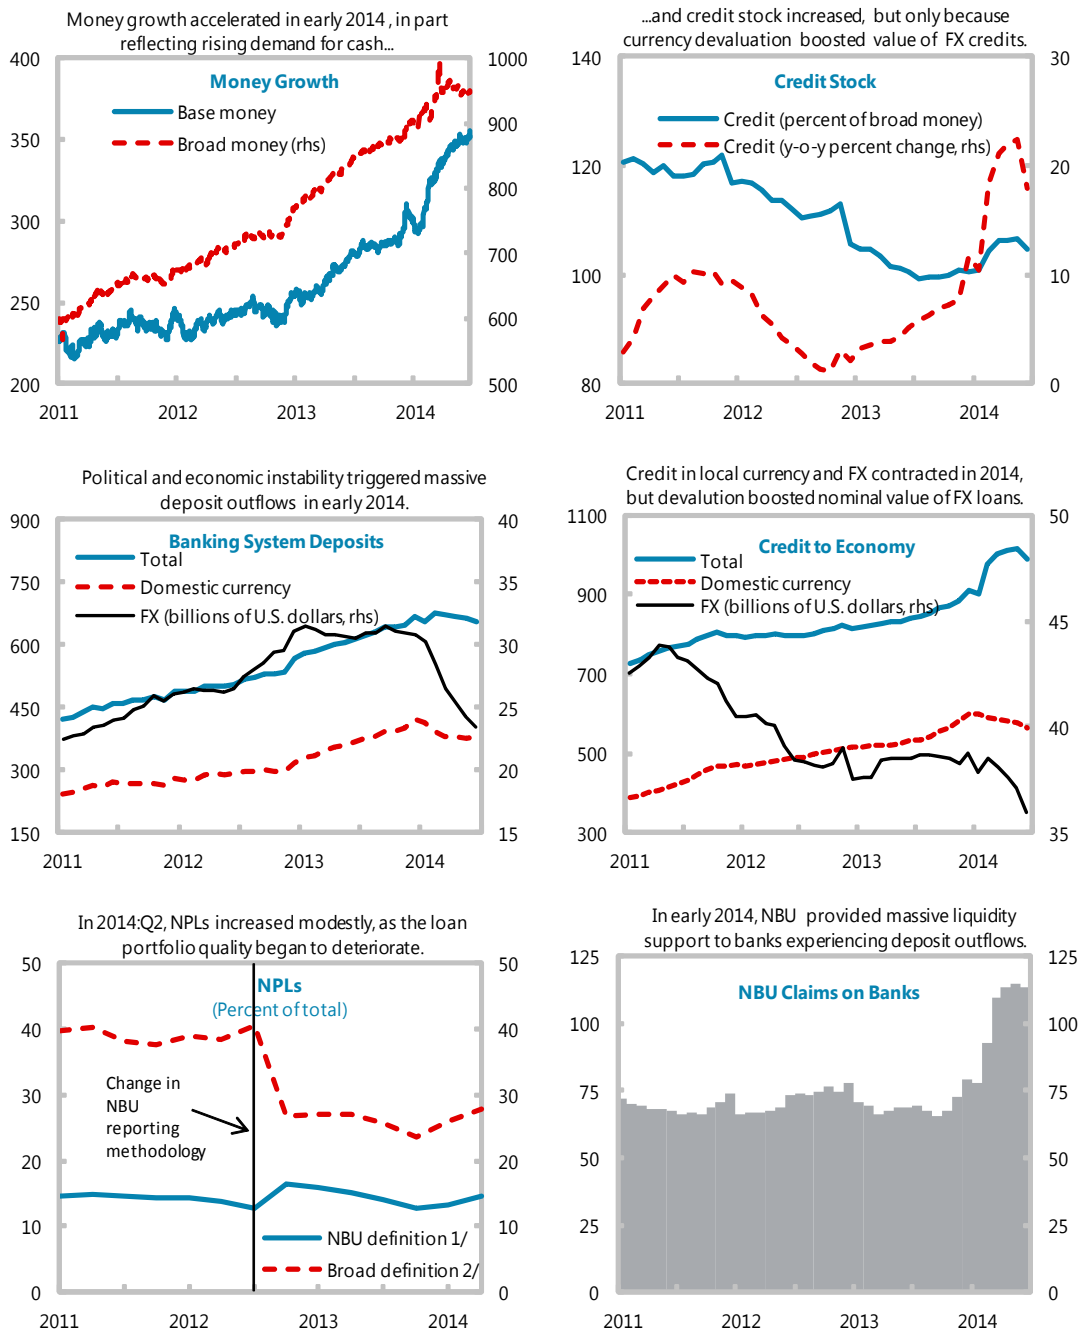 Money growth accelerated in early 2014, in part
reflecting rising demand for cash...
400
350
300
250
200
1000
900
800
700
600
500
Money Growth
Base money
Broad money (rhs)
2011
2012
2013
2014
...and credit stock increased, but only because
currency devaluation boosted value of FX credits.
140
120
100
80
30
20
10
0
Credit Stock
Credit (percent of broad money)
Credit (y-o-y percent change, rhs)
2011
2012
2013
2014
Political and economic instability triggered massive
deposit outflows in early 2014.
900
750
600
450
300
150
40
35
30
25
20
15
Banking System Deposits
Total
Domestic currency
FX (billions of U.S. dollars, rhs)
2011
2012
2013
2014
Credit in local currency and FX contracted in 2014,
but devalution boosted nominal value of FX loans.
1100
900
700
500
300
50
45
40
35
Credit to Economy
Total
Domestic currency
FX (billions of U.S. dollars, rhs)
2011
2012
2013
2014
In 2014:Q2, NPLs increased modestly, as the loan
portfolio quality began to deteriorate.
50
40
30
20
10
0
50
40
30
20
10
0
NPLs
(Percent of total)
Change in
NBU
reporting
methodology
NBU definition 1/
Broad definition 2/
2011
2012
2013
2014
In early 2014, NBU provided massive liquidity
support to banks experiencing deposit outflows.
125
100
75
50
25
0
125
100
75
50
25
0
NBU Claims on Banks
2011
2012
2013
2014